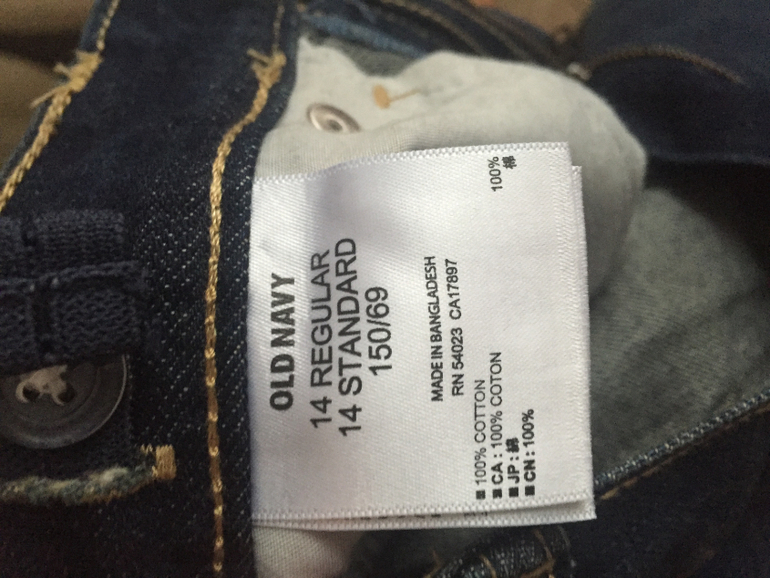 OLD NAVY
14 REGULAR
14 STANDARD
150/69
MADE IN BANGLADESH
RN 54023 CA17897
■ 100% COTTON
■ CA : 100% COTON
■ JP : 綿 100%
■ CN : 100% 棉